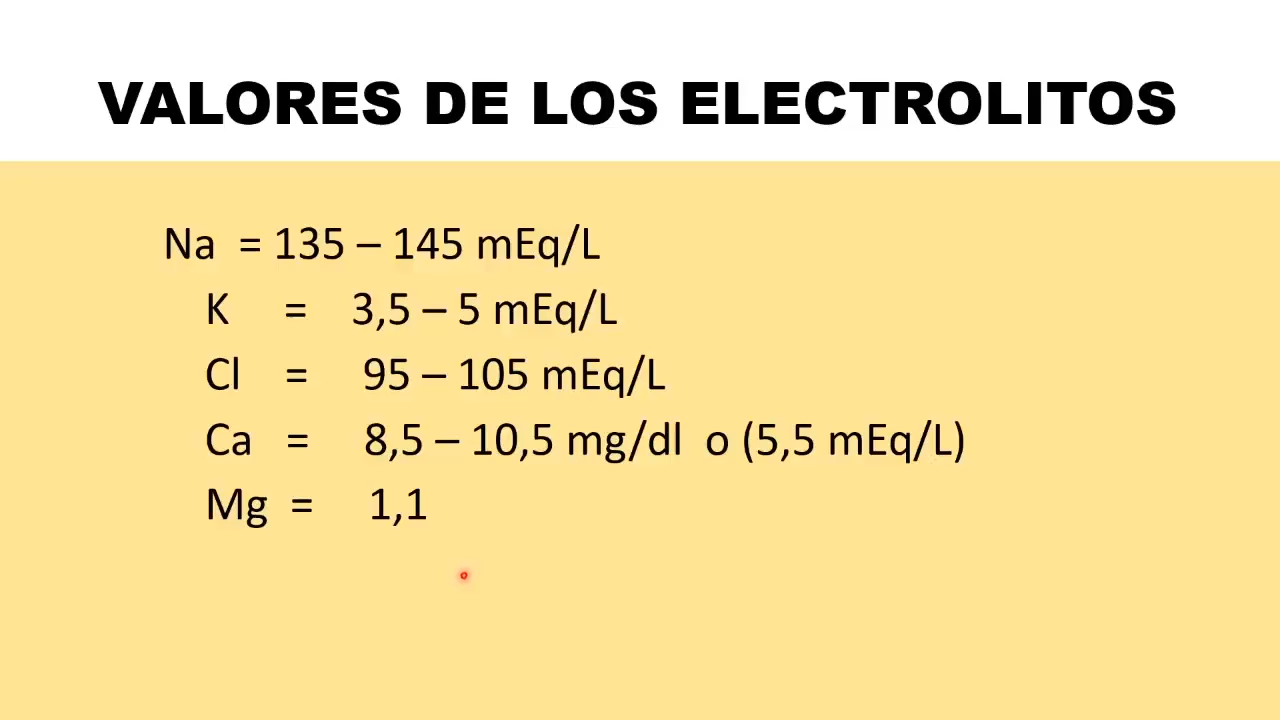 VALORES DE LOS ELECTROLITOS
Na = 135 – 145 mEq/L
K = 3,5 – 5 mEq/L
Cl = 95 – 105 mEq/L
Ca = 8,5 – 10,5 mg/dl o (5,5 mEq/L)
Mg = 1,1